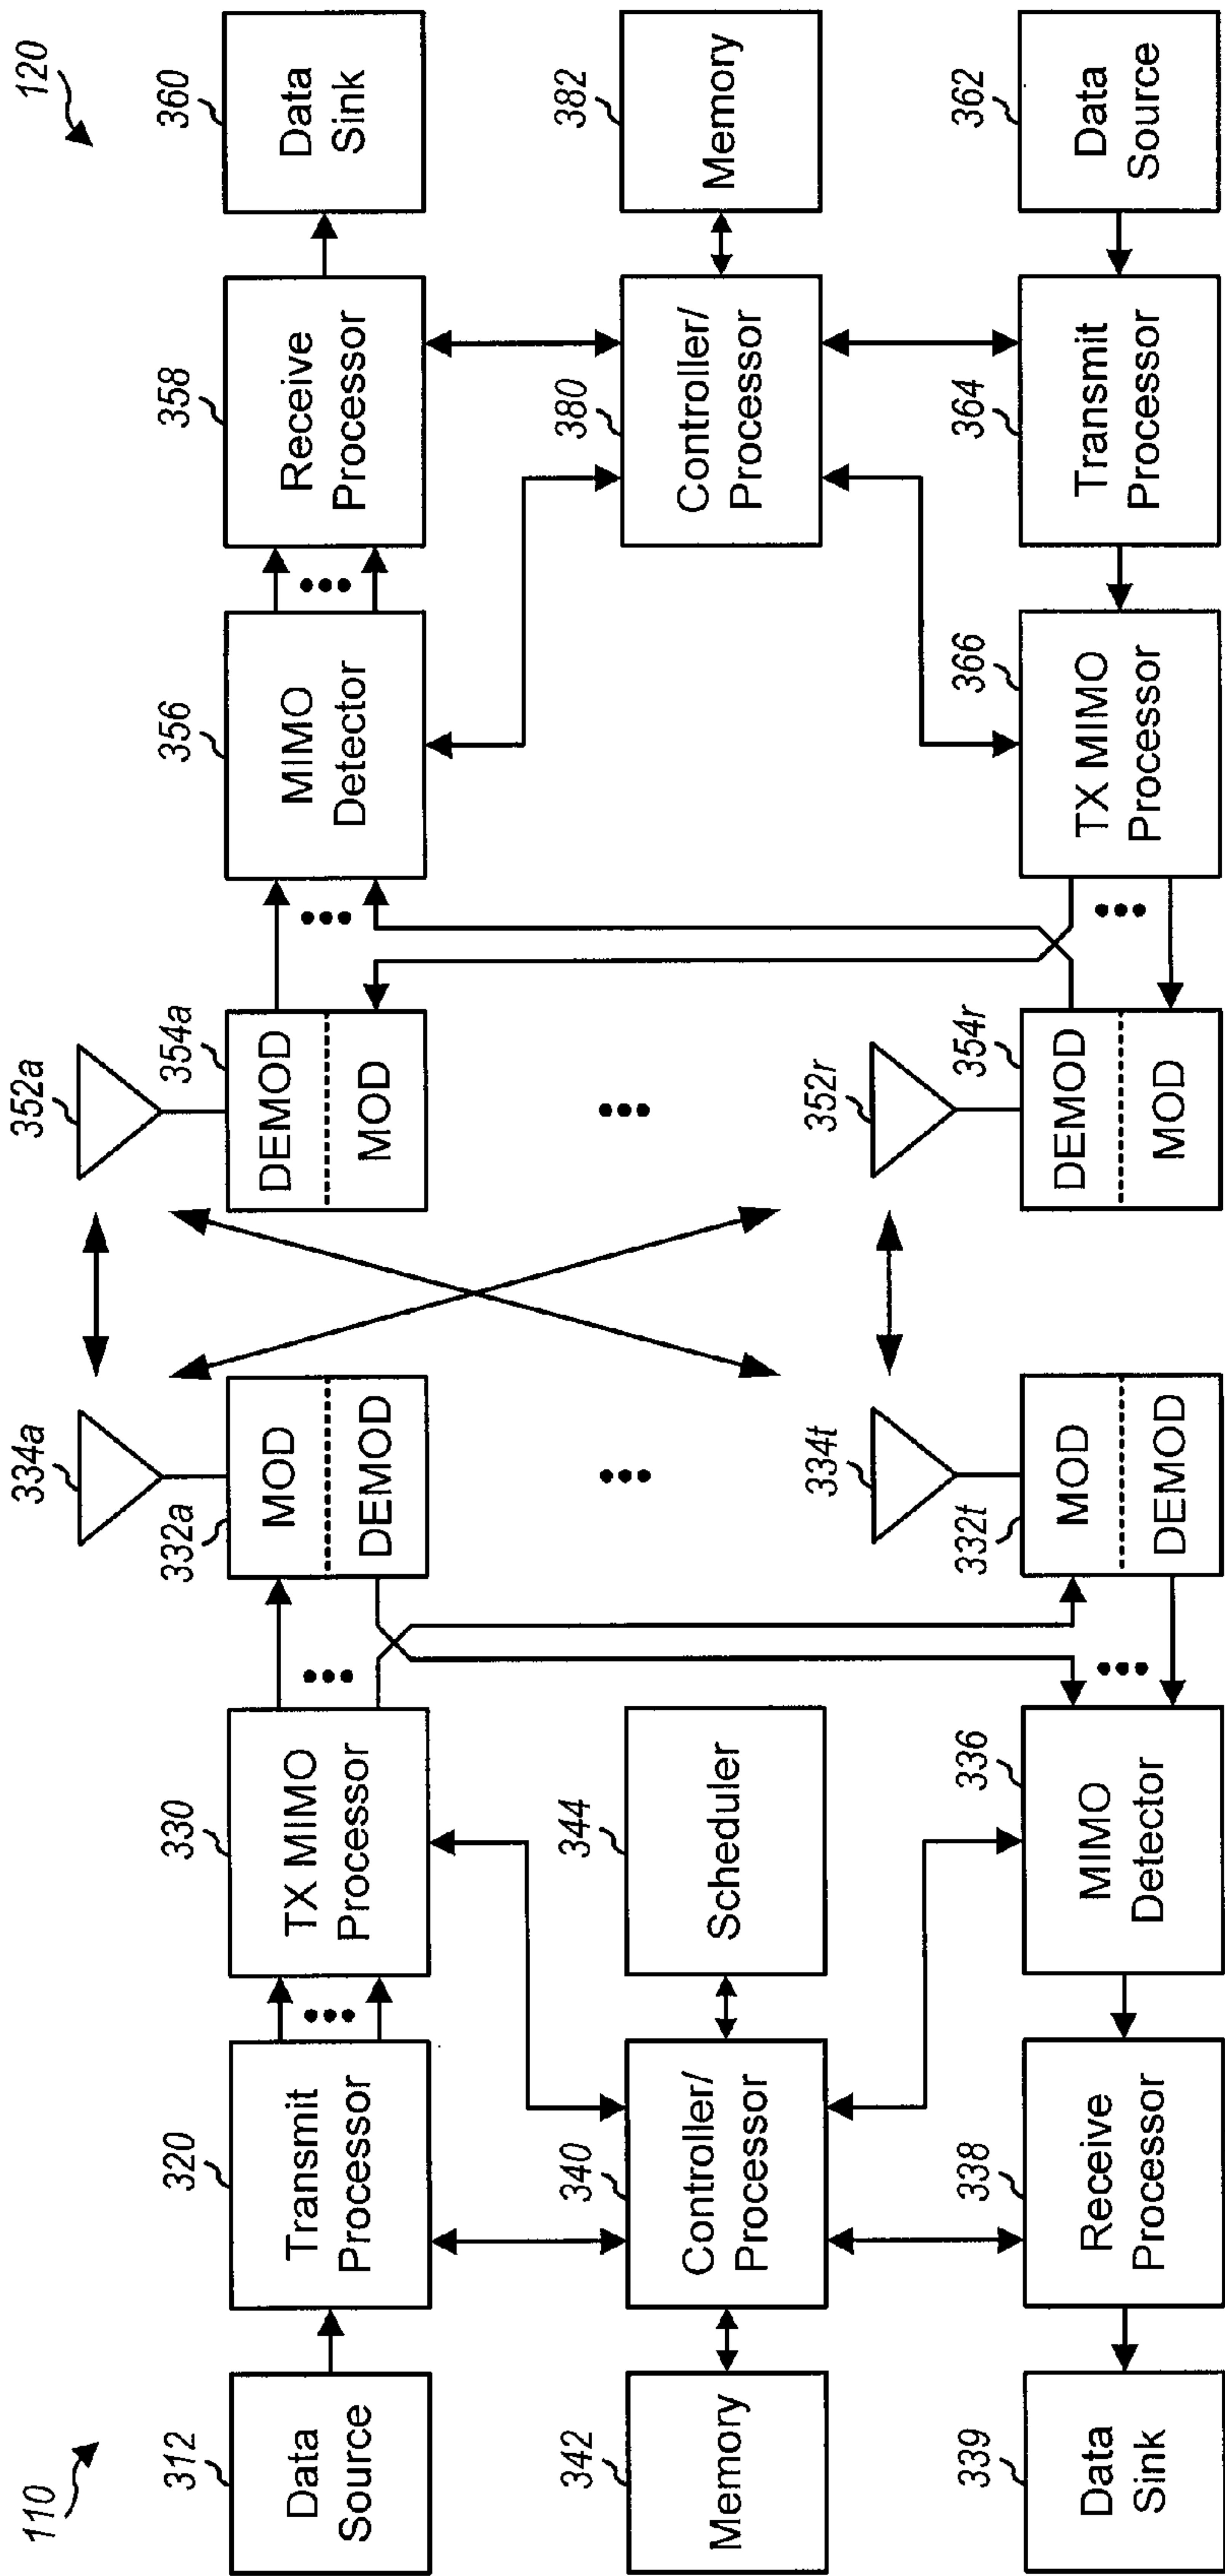 110
312
Data
Source
320
Transmit
Processor
330
TX MIMO
Processor
334a
332a
MOD
DEMOD
352a
354a
DEMOD
MOD
356
MIMO
Detector
358
Receive
Processor
360
Data
Sink
120
342
Memory
340
Controller/
Processor
344
Scheduler
380
Controller/
Processor
382
Memory
339
Data
Sink
338
Receive
Processor
336
MIMO
Detector
334t
332t
MOD
DEMOD
352r
354r
DEMOD
MOD
366
TX MIMO
Processor
364
Transmit
Processor
362
Data
Source